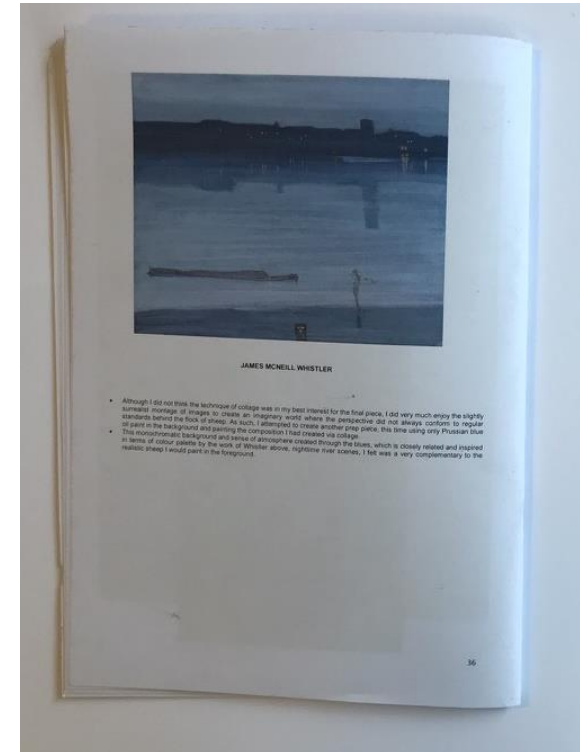 JAMES MCNEILL WHISTLER
• Although I did not think the technique of collage was in my best interest for the final piece, I did very much enjoy the slightly
surrealist montage of images to create an imaginary world where the perspective did not always conform to regular
standards behind the flock of sheep. As such, I attempted to create another prep piece, this time using only Prussian blue
oil paint in the background and painting the composition I had created via collage.
• This monochromatic background and sense of atmosphere created through the blues, which is closely related and inspired
in terms of colour palette by the work of Whistler above, nighttime river scenes, I felt was a very complementary to the
realistic sheep I would paint in the foreground.
36